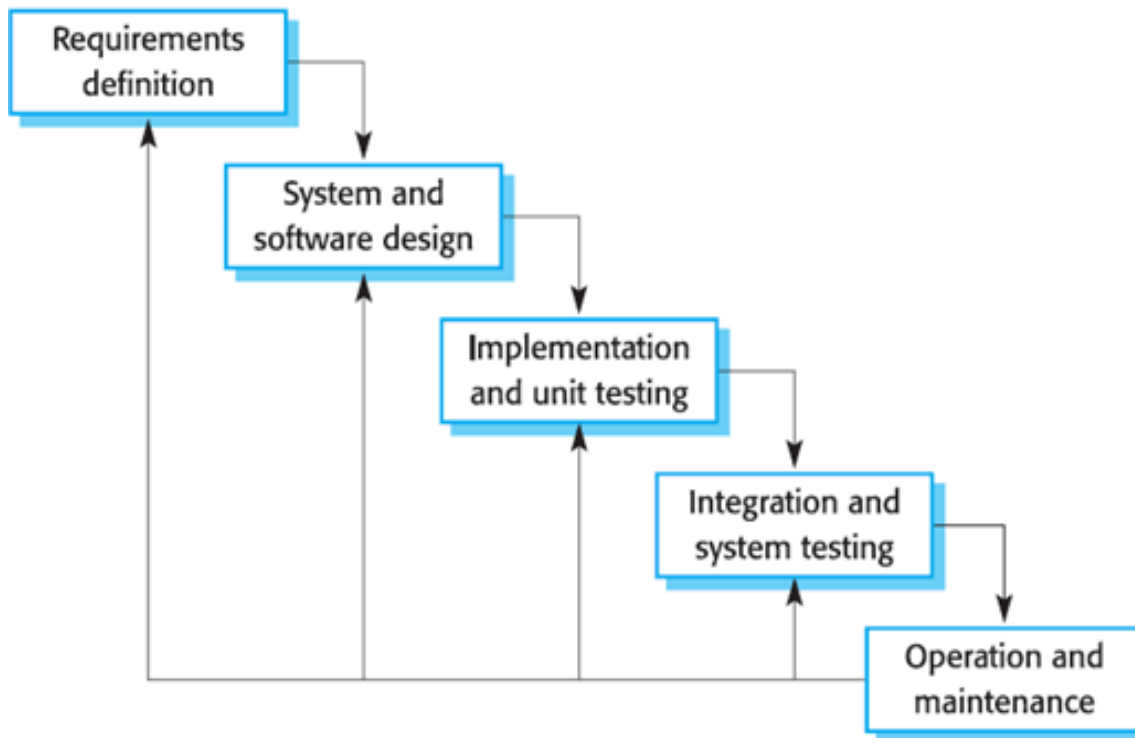 Requirements
definition
System and
software design
Implementation
and unit testing
Integration and
system testing
Operation and
maintenance